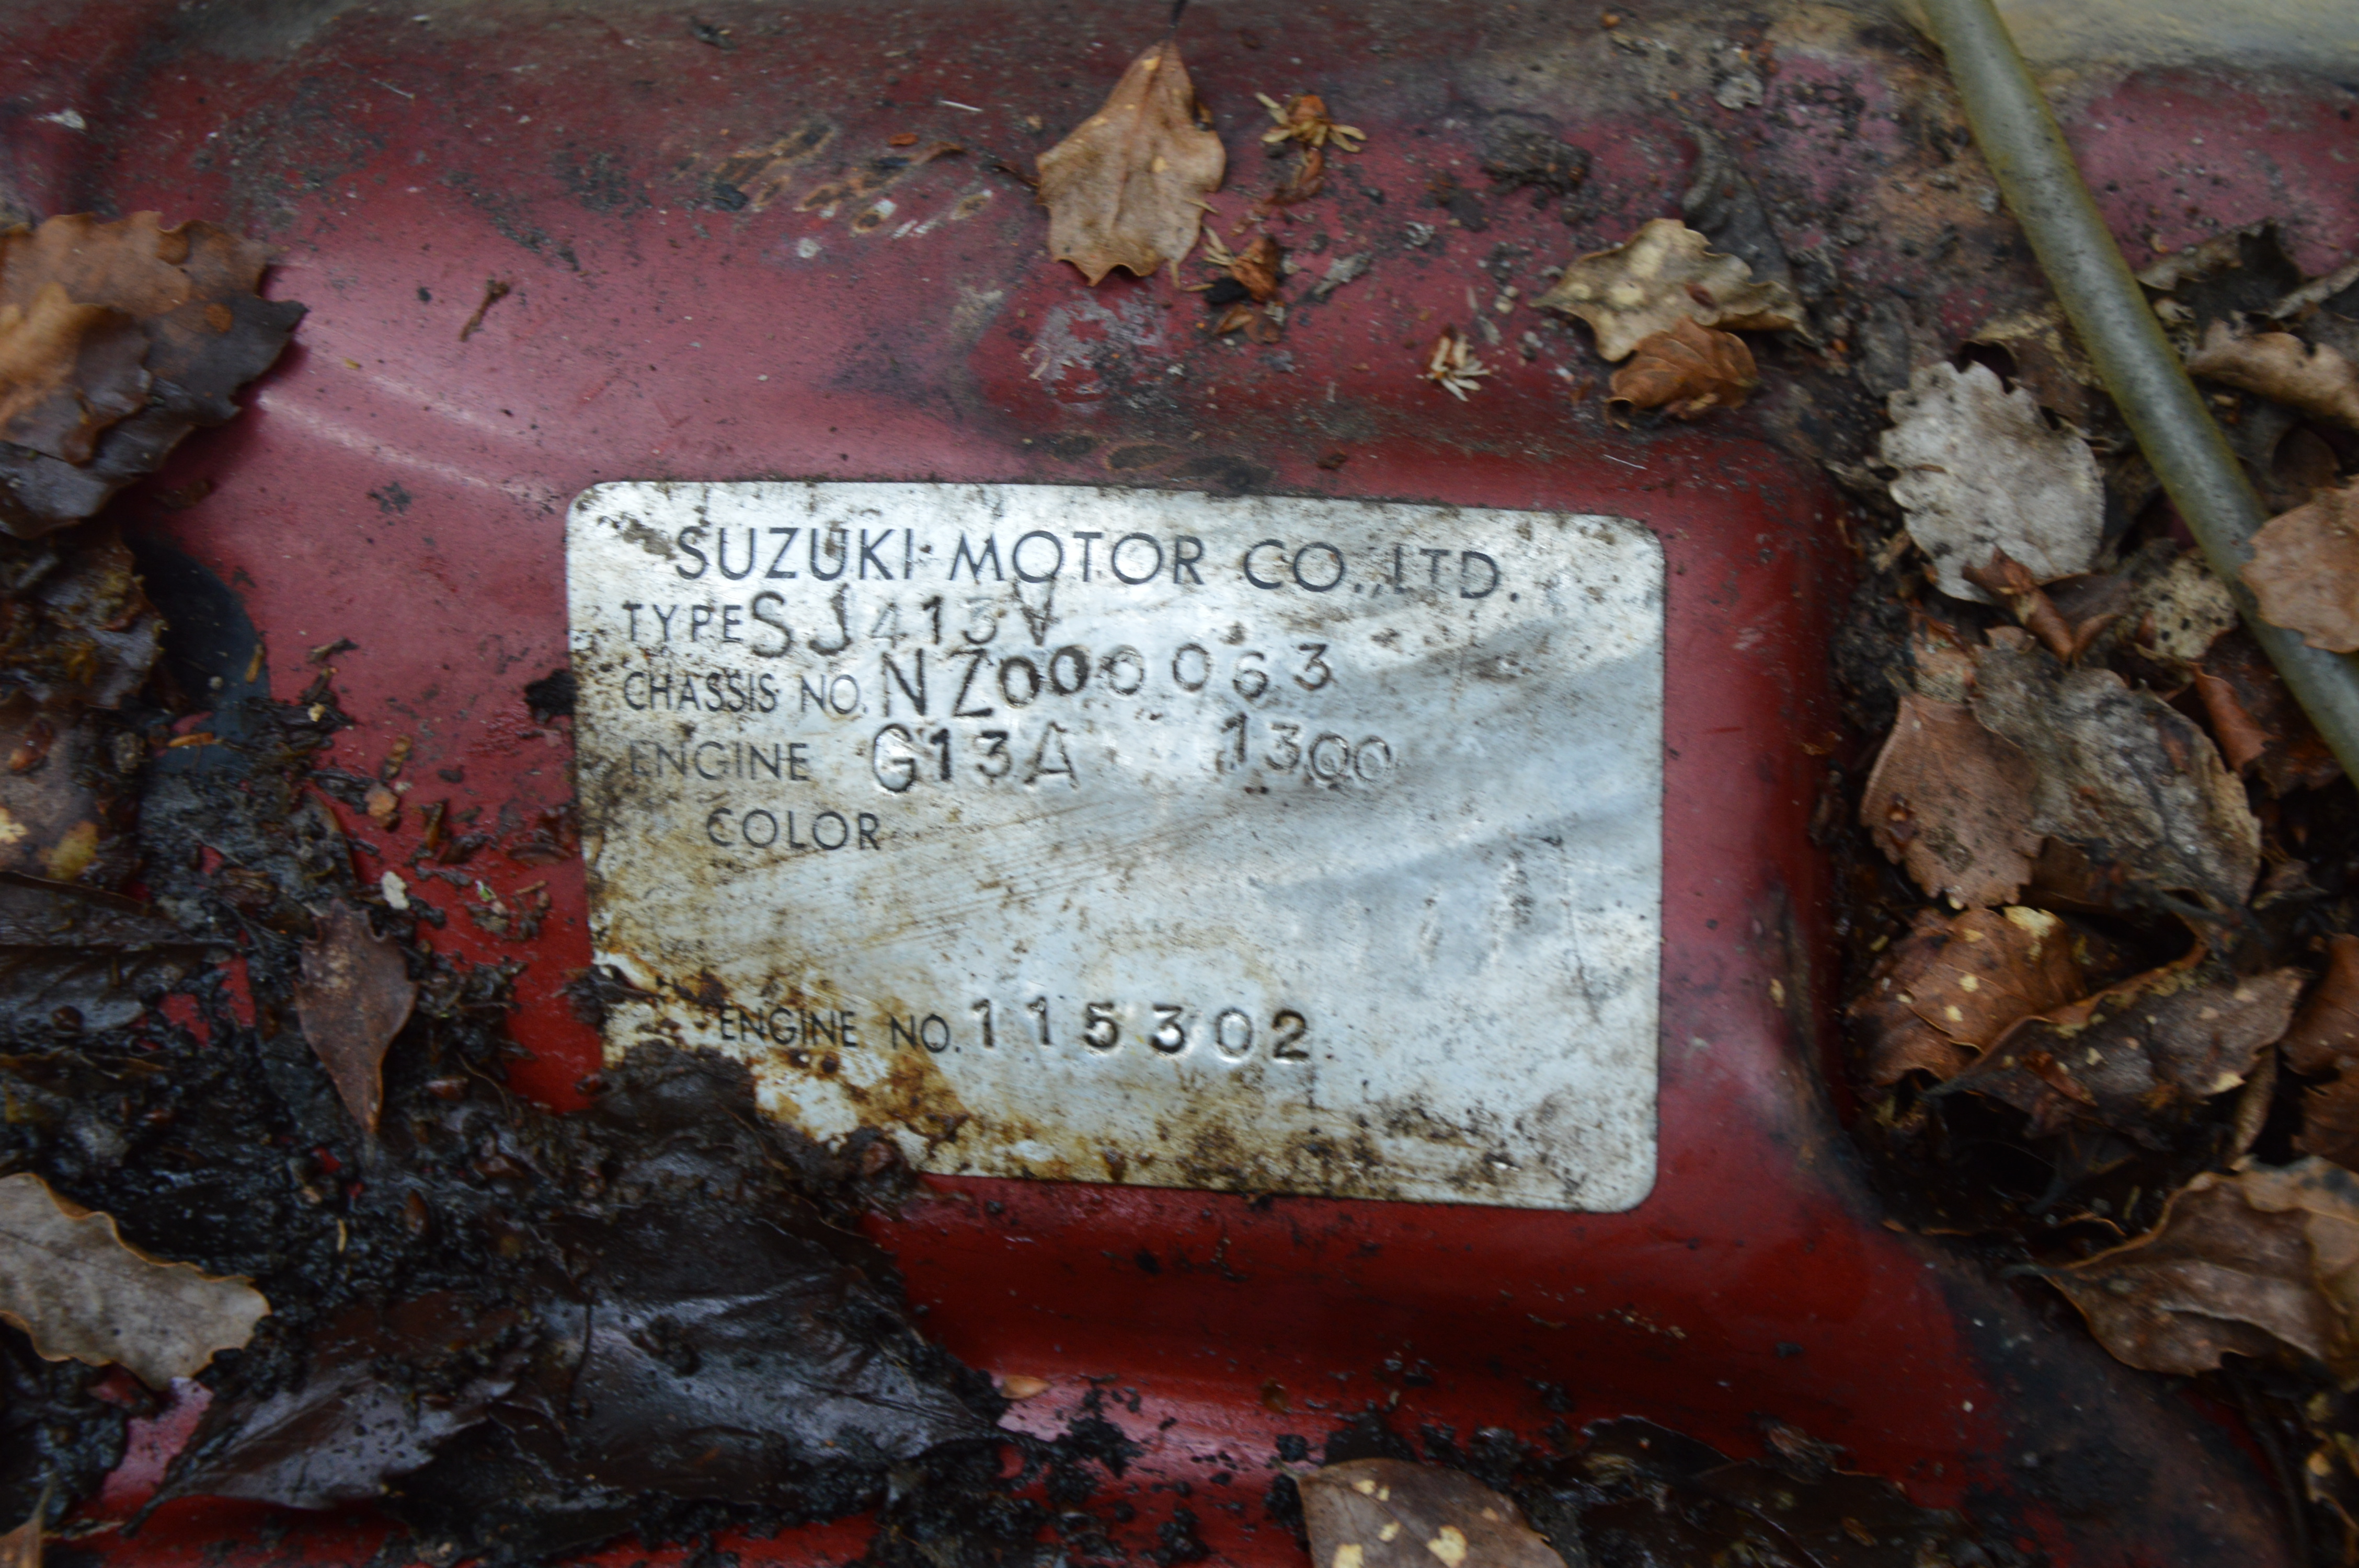 SUZUKI MOTOR CO., LTD.
TYPE SJ413V
CHASSIS NO. NZ000063
ENGINE G13A 1300
COLOR
ENGINE NO. 115302